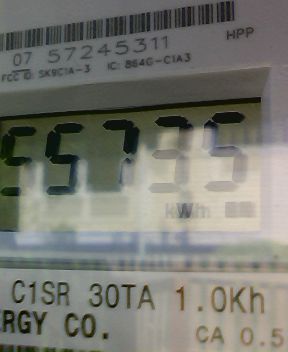 07 57245311
HPP
FCC ID: SK9C1A-3 IC: 864G-C1A3
55735
kWh
C1SR 30TA 1.0Kh
RGY CO. CA 0.5